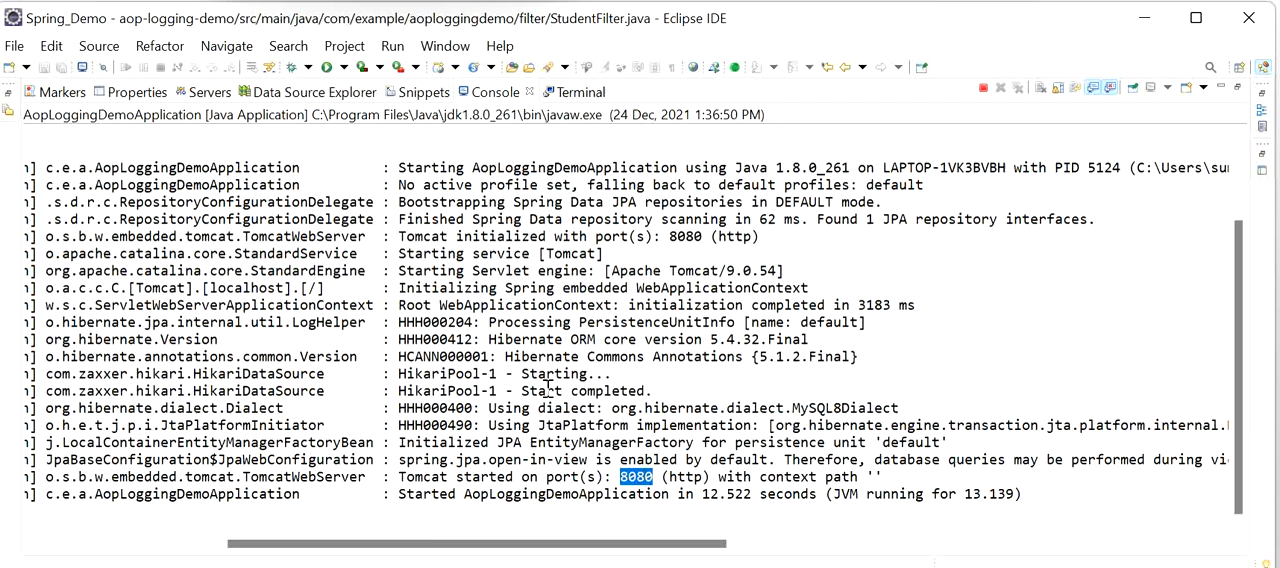 Spring_Demo - aop-logging-demo/src/main/java/com/example/aoploggingdemo/filter/StudentFilter.java - Eclipse IDE
File Edit Source Refactor Navigate Search Project Run Window Help
Markers Properties Servers Data Source Explorer Snippets Console Terminal
AopLoggingDemoApplication [Java Application] C:\Program Files\Java\jdk1.8.0_261\bin\javaw.exe (24 Dec, 2021 1:36:50 PM)
] c.e.a.AopLoggingDemoApplication : Starting AopLoggingDemoApplication using Java 1.8.0_261 on LAPTOP-1VK3BVBH with PID 5124 (C:\Users\su
] c.e.a.AopLoggingDemoApplication : No active profile set, falling back to default profiles: default
] .s.d.r.c.RepositoryConfigurationDelegate : Bootstrapping Spring Data JPA repositories in DEFAULT mode.
] .s.d.r.c.RepositoryConfigurationDelegate : Finished Spring Data repository scanning in 62 ms. Found 1 JPA repository interfaces.
] o.s.b.w.embedded.tomcat.TomcatWebServer : Tomcat initialized with port(s): 8080 (http)
] o.apache.catalina.core.StandardService : Starting service [Tomcat]
] org.apache.catalina.core.StandardEngine : Starting Servlet engine: [Apache Tomcat/9.0.54]
] o.a.c.c.C.[Tomcat].[localhost].[/] : Initializing Spring embedded WebApplicationContext
] w.s.c.ServletWebServerApplicationContext : Root WebApplicationContext: initialization completed in 3183 ms
] o.hibernate.jpa.internal.util.LogHelper : HHH000204: Processing PersistenceUnitInfo [name: default]
] org.hibernate.Version : HHH000412: Hibernate ORM core version 5.4.32.Final
] o.hibernate.annotations.common.Version : HCANN000001: Hibernate Commons Annotations {5.1.2.Final}
] com.zaxxer.hikari.HikariDataSource : HikariPool-1 - Starting...
] com.zaxxer.hikari.HikariDataSource : HikariPool-1 - Start completed.
] org.hibernate.dialect.Dialect : HHH000400: Using dialect: org.hibernate.dialect.MySQL8Dialect
] o.h.e.t.j.p.i.JtaPlatformInitiator : HHH000490: Using JtaPlatform implementation: [org.hibernate.engine.transaction.jta.platform.internal.
] j.LocalContainerEntityManagerFactoryBean : Initialized JPA EntityManagerFactory for persistence unit 'default'
] JpaBaseConfiguration$JpaWebConfiguration : spring.jpa.open-in-view is enabled by default. Therefore, database queries may be performed during vi
] o.s.b.w.embedded.tomcat.TomcatWebServer : Tomcat started on port(s): 8080 (http) with context path ''
] c.e.a.AopLoggingDemoApplication : Started AopLoggingDemoApplication in 12.522 seconds (JVM running for 13.139)